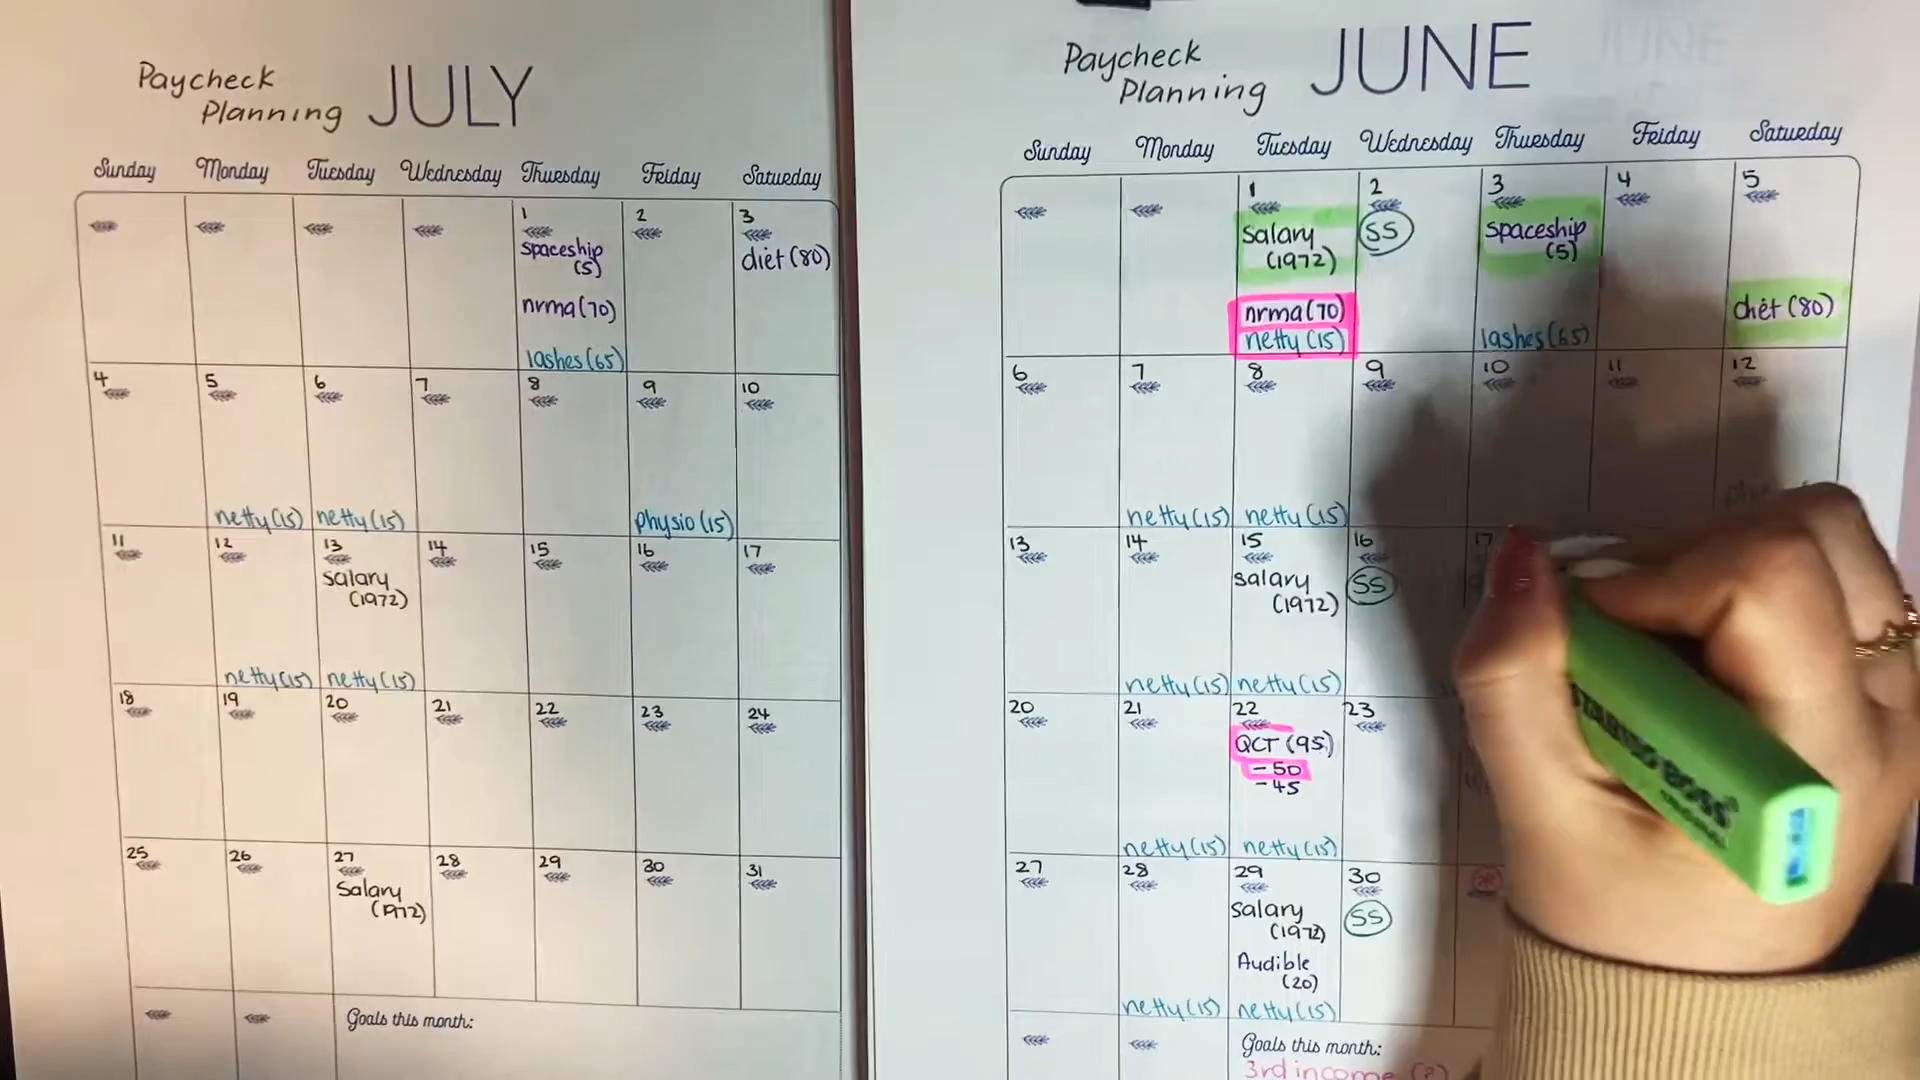 Paycheck
Planning JULY
Sunday Monday Tuesday Wednesday Thursday Friday Saturday
1 2 3
spaceship
(5)
diet (80)
nrma (70)
lashes (65)
4 5 6 7 8 9 10
netty (15) netty (15) physio (15)
11 12 13 14 15 16 17
Salary
(1972)
netty (15) netty (15)
18 19 20 21 22 23 24
25 26 27 28 29 30 31
Salary
(1972)
Goals this month:
Paycheck
Planning JUNE
Sunday Monday Tuesday Wednesday Thursday Friday Saturday
1 2 3 4 5
Salary
(1972)
SS
spaceship
(5)
nrma (70)
netty (15)
lashes (65)
diet (80)
6 7 8 9 10 11 12
netty (15) netty (15)
13 14 15 16 17
Salary
(1972)
SS
netty (15) netty (15)
20 21 22 23
QCT (95)
- 50
- 45
netty (15) netty (15)
27 28 29 30
Salary
(1972)
SS
Audible
(20)
netty (15) netty (15)
Goals this month:
3rd income
STABILO BOSS